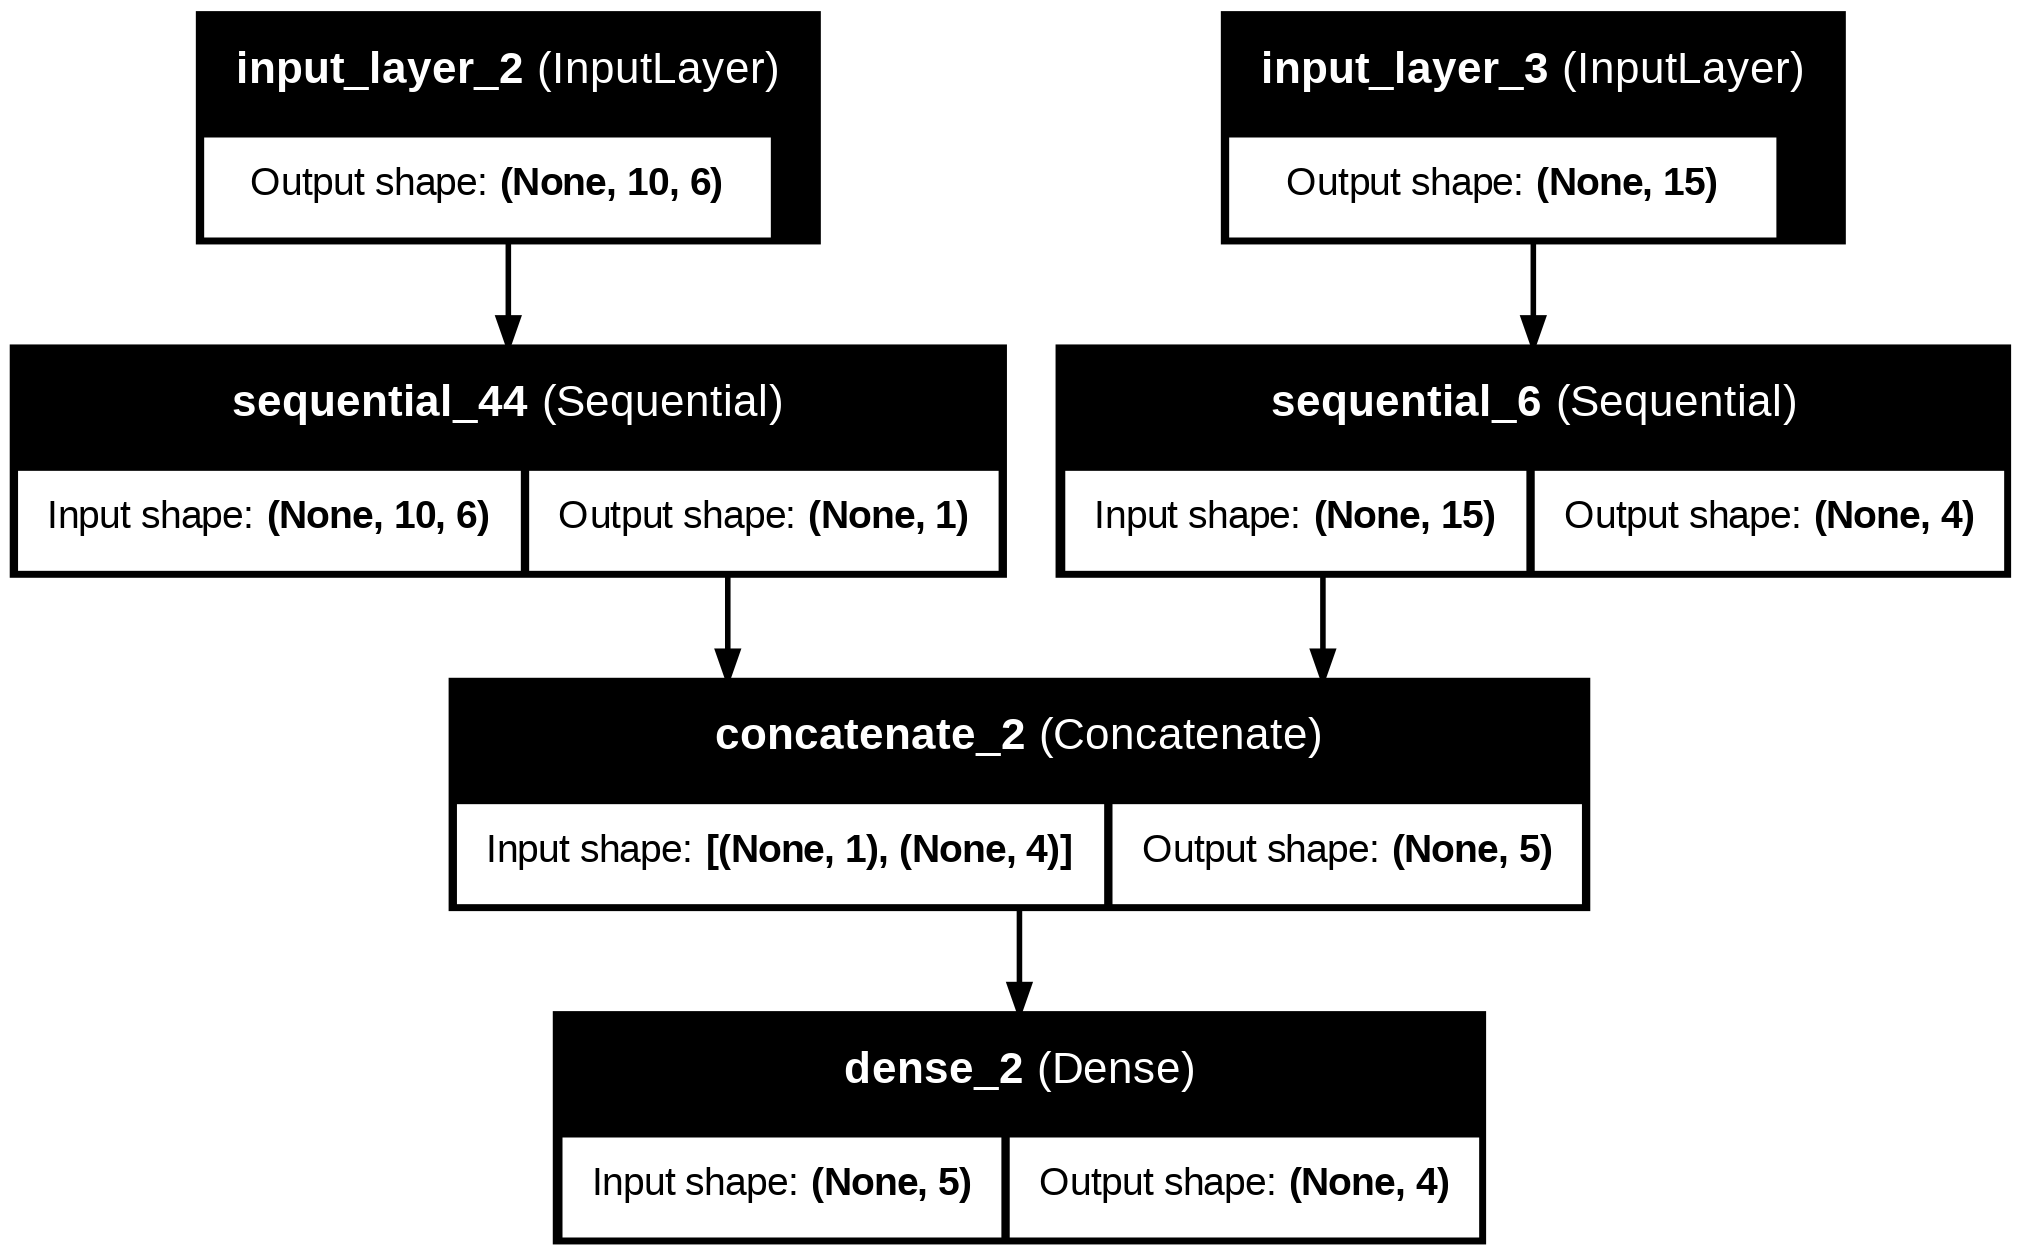 input_layer_2 (InputLayer)
Output shape: (None, 10, 6)
input_layer_3 (InputLayer)
Output shape: (None, 15)
sequential_44 (Sequential)
Input shape: (None, 10, 6)
Output shape: (None, 1)
sequential_6 (Sequential)
Input shape: (None, 15)
Output shape: (None, 4)
concatenate_2 (Concatenate)
Input shape: [(None, 1), (None, 4)]
Output shape: (None, 5)
dense_2 (Dense)
Input shape: (None, 5)
Output shape: (None, 4)